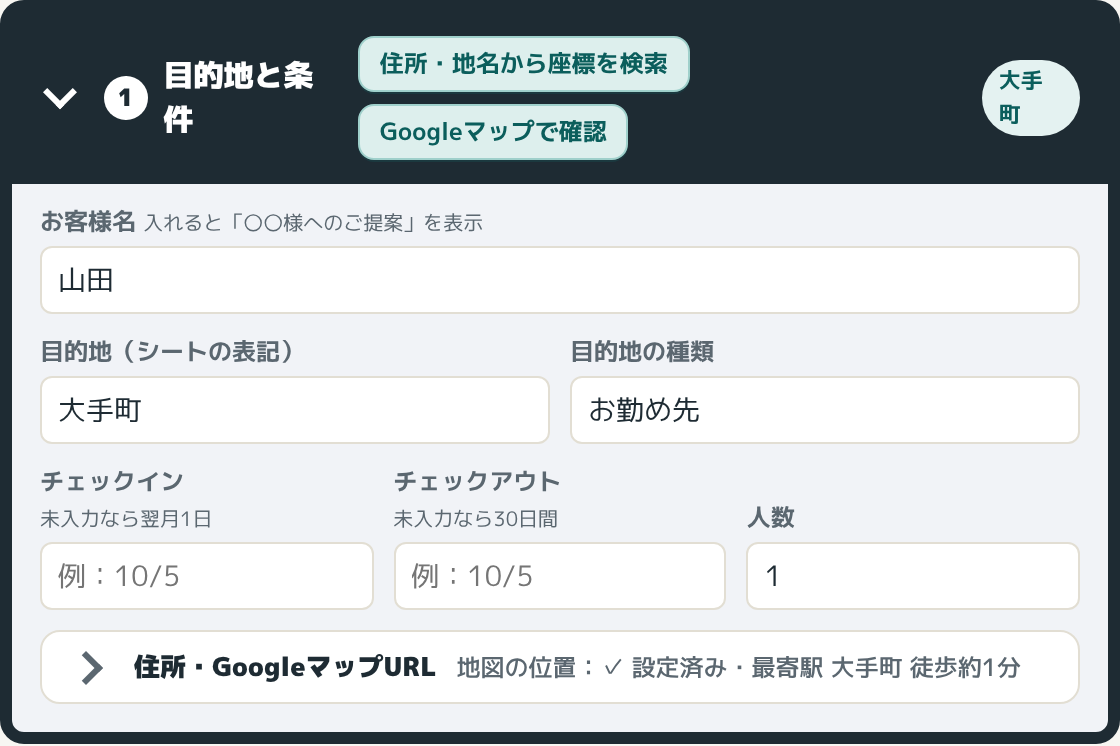 1
目的地と条
件
住所・地名から座標を検索
Googleマップで確認
大手
町
お客様名 入れると「〇〇様へのご提案」を表示
山田
目的地（シートの表記）
目的地の種類
大手町
お勤め先
チェックイン
未入力なら翌月1日
チェックアウト
未入力なら30日間
人数
例：10/5
例：10/5
1
住所・GoogleマップURL 地図の位置：✓ 設定済み・最寄駅 大手町 徒歩約1分